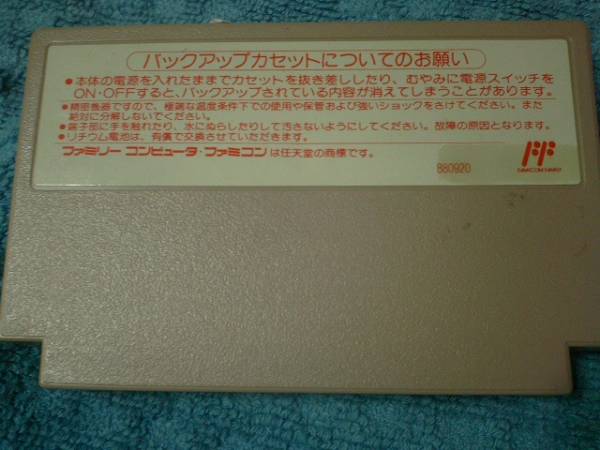 バックアップカセットについてのお願い
●本体の電源を入れたままでカセットを抜き差ししたり、むやみに電源スイッチを
ON・OFFすると、バックアップされている内容が消えてしまうことがあります。
●精密機器ですので、極端な温度条件下での使用や保管および強いショックをさけてください。また
絶対に分解しないでください。
●端子部に手を触れたり、水にぬらしたりして汚さないようにしてください。故障の原因となります。
●リチウム電池は、有償で交換させていただきます。
ファミリーコンピュータ・ファミコンは任天堂の商標です。
880920
FAMICOM FAMILY